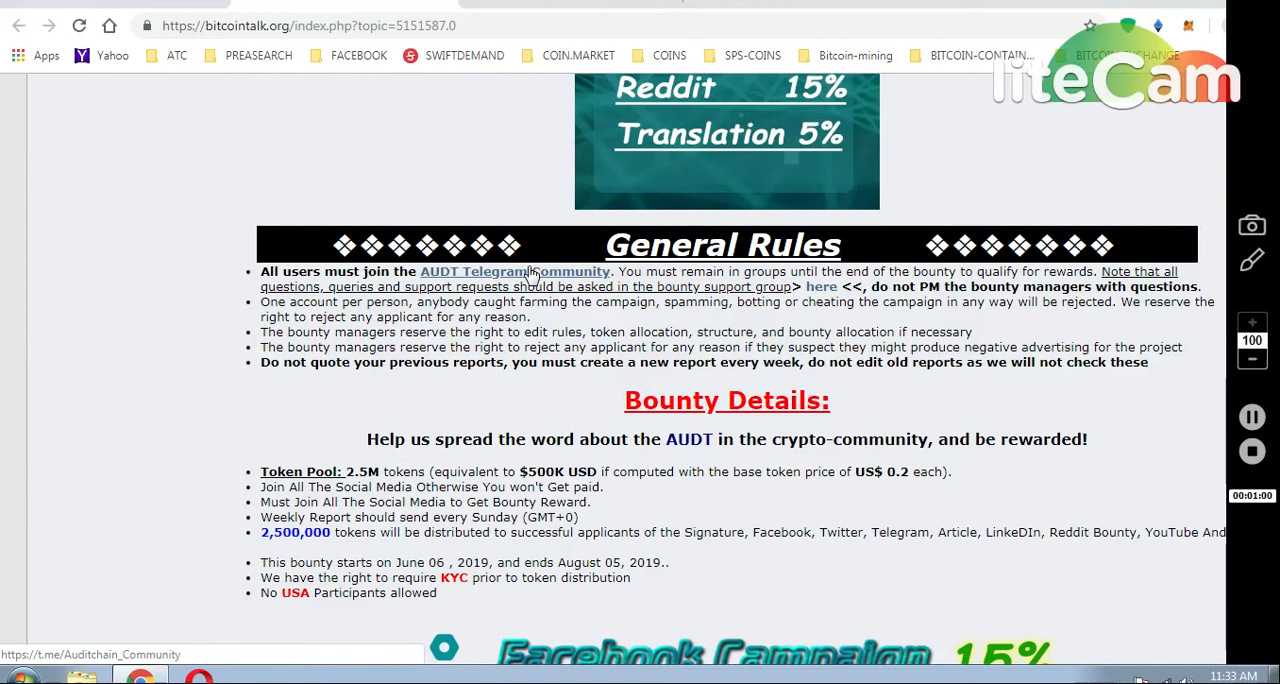 https://bitcointalk.org/index.php?topic=5151587.0
Apps Yahoo ATC PREASEARCH FACEBOOK SWIFTDEMAND COIN.MARKET COINS SPS-COINS Bitcoin-mining BITCOIN-CONTAIN... BITCOIN-EXCHANGE
liteCam
Reddit 15%
Translation 5%
❖❖❖❖❖❖❖ General Rules ❖❖❖❖❖❖❖
• All users must join the AUDT Telegram Community. You must remain in groups until the end of the bounty to qualify for rewards. Note that all
questions, queries and support requests should be asked in the bounty support group> here <<, do not PM the bounty managers with questions.
• One account per person, anybody caught farming the campaign, spamming, botting or cheating the campaign in any way will be rejected. We reserve the
right to reject any applicant for any reason.
• The bounty managers reserve the right to edit rules, token allocation, structure, and bounty allocation if necessary
• The bounty managers reserve the right to reject any applicant for any reason if they suspect they might produce negative advertising for the project
• Do not quote your previous reports, you must create a new report every week, do not edit old reports as we will not check these
Bounty Details:
Help us spread the word about the AUDT in the crypto-community, and be rewarded!
• Token Pool: 2.5M tokens (equivalent to $500K USD if computed with the base token price of US$ 0.2 each).
• Join All The Social Media Otherwise You won't Get paid.
• Must Join All The Social Media to Get Bounty Reward.
• Weekly Report should send every Sunday (GMT+0)
• 2,500,000 tokens will be distributed to successful applicants of the Signature, Facebook, Twitter, Telegram, Article, LinkeDIn, Reddit Bounty, YouTube And
• This bounty starts on June 06 , 2019, and ends August 05, 2019..
• We have the right to require KYC prior to token distribution
• No USA Participants allowed
Facebook Campaign 15%
https://t.me/Auditchain_Community
100
00:01:00
11:33 AM